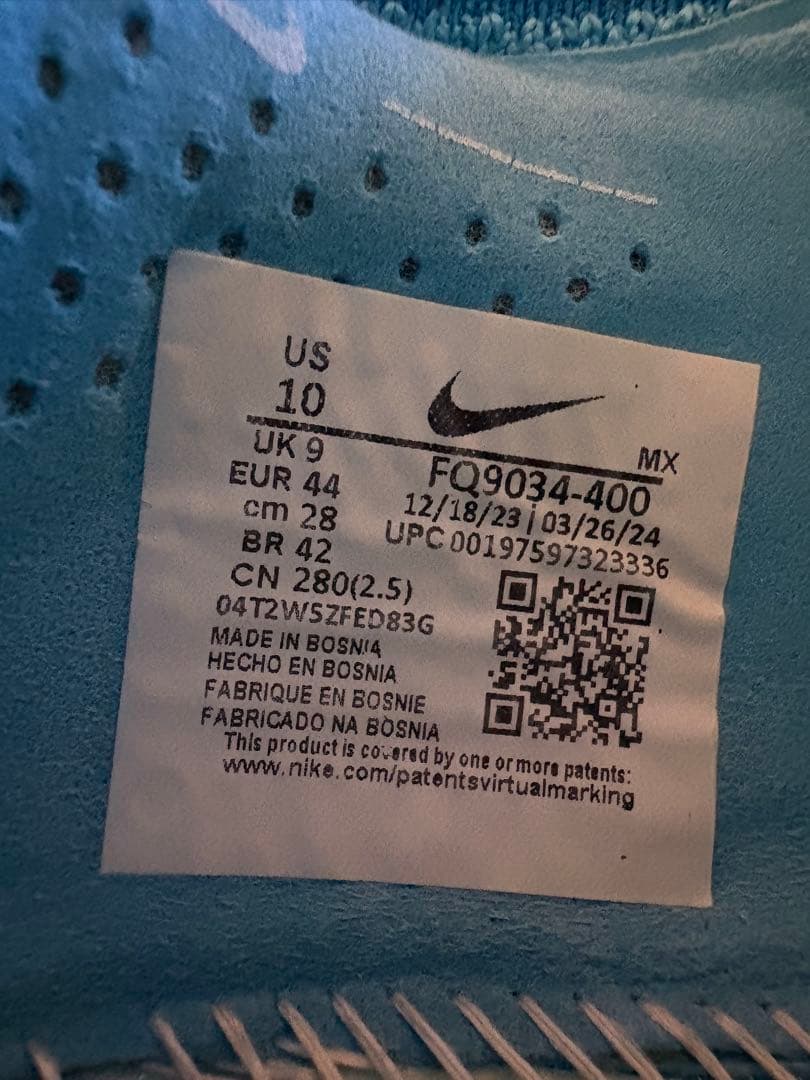 US
10
UK 9
EUR 44
cm 28
BR 42
CN 280(2.5)
04T2W5ZFED83G
MX
FQ9034-400
12/18/23 | 03/26/24
UPC 00197597323336
MADE IN BOSNIA
HECHO EN BOSNIA
FABRIQUE EN BOSNIE
FABRICADO NA BOSNIA
This product is covered by one or more patents:
www.nike.com/patentsvirtualmarking